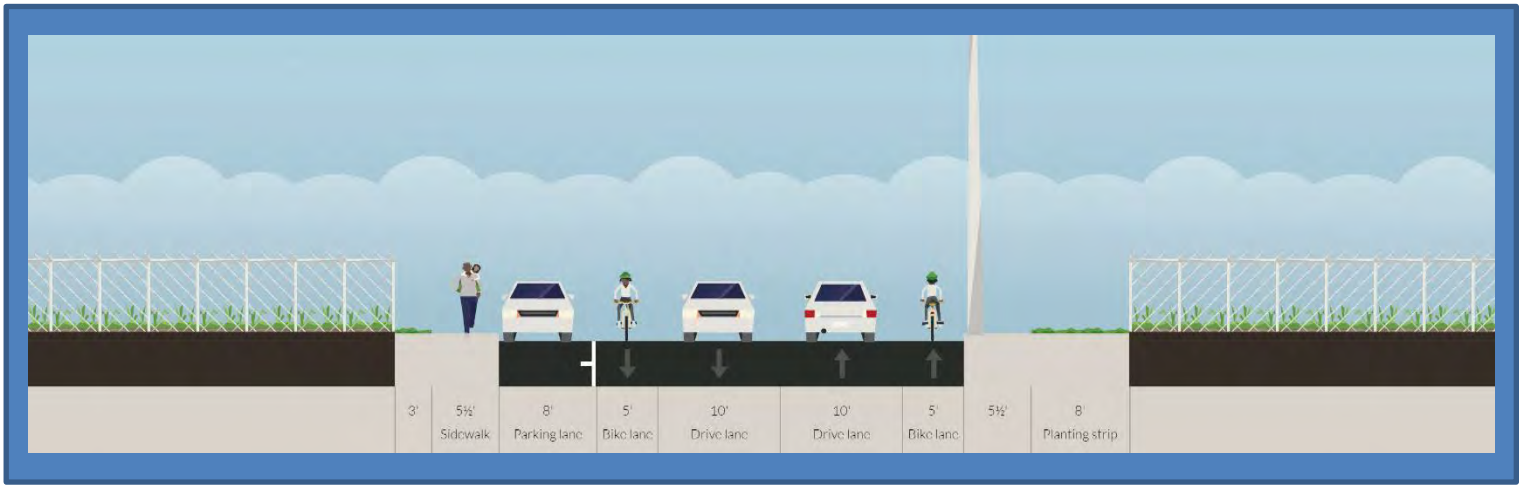 3' 5½' 8' 5' 10' 10' 5' 5½' 8'
Sidewalk Parking lane Bike lane Drive lane Drive lane Bike lane Planting strip